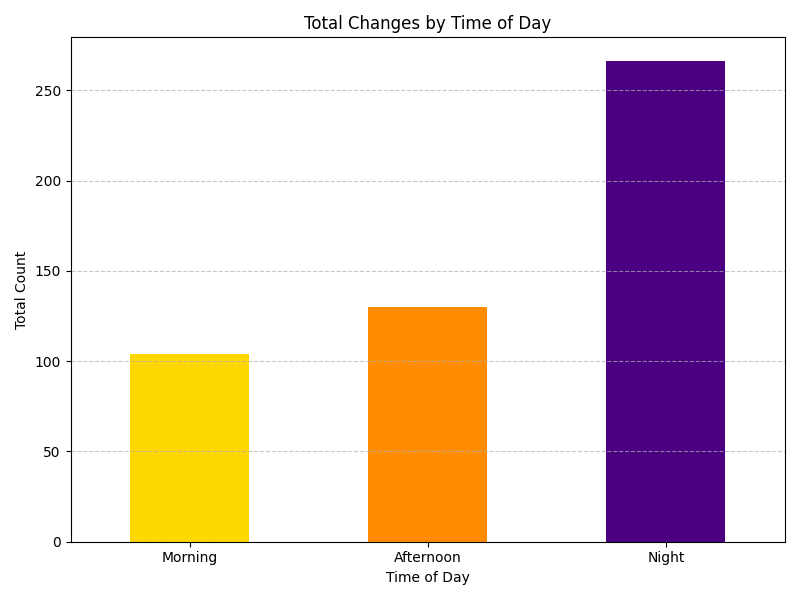 Total Changes by Time of Day
Total Count
250
200
150
100
50
0
Morning
Afternoon
Night
Time of Day